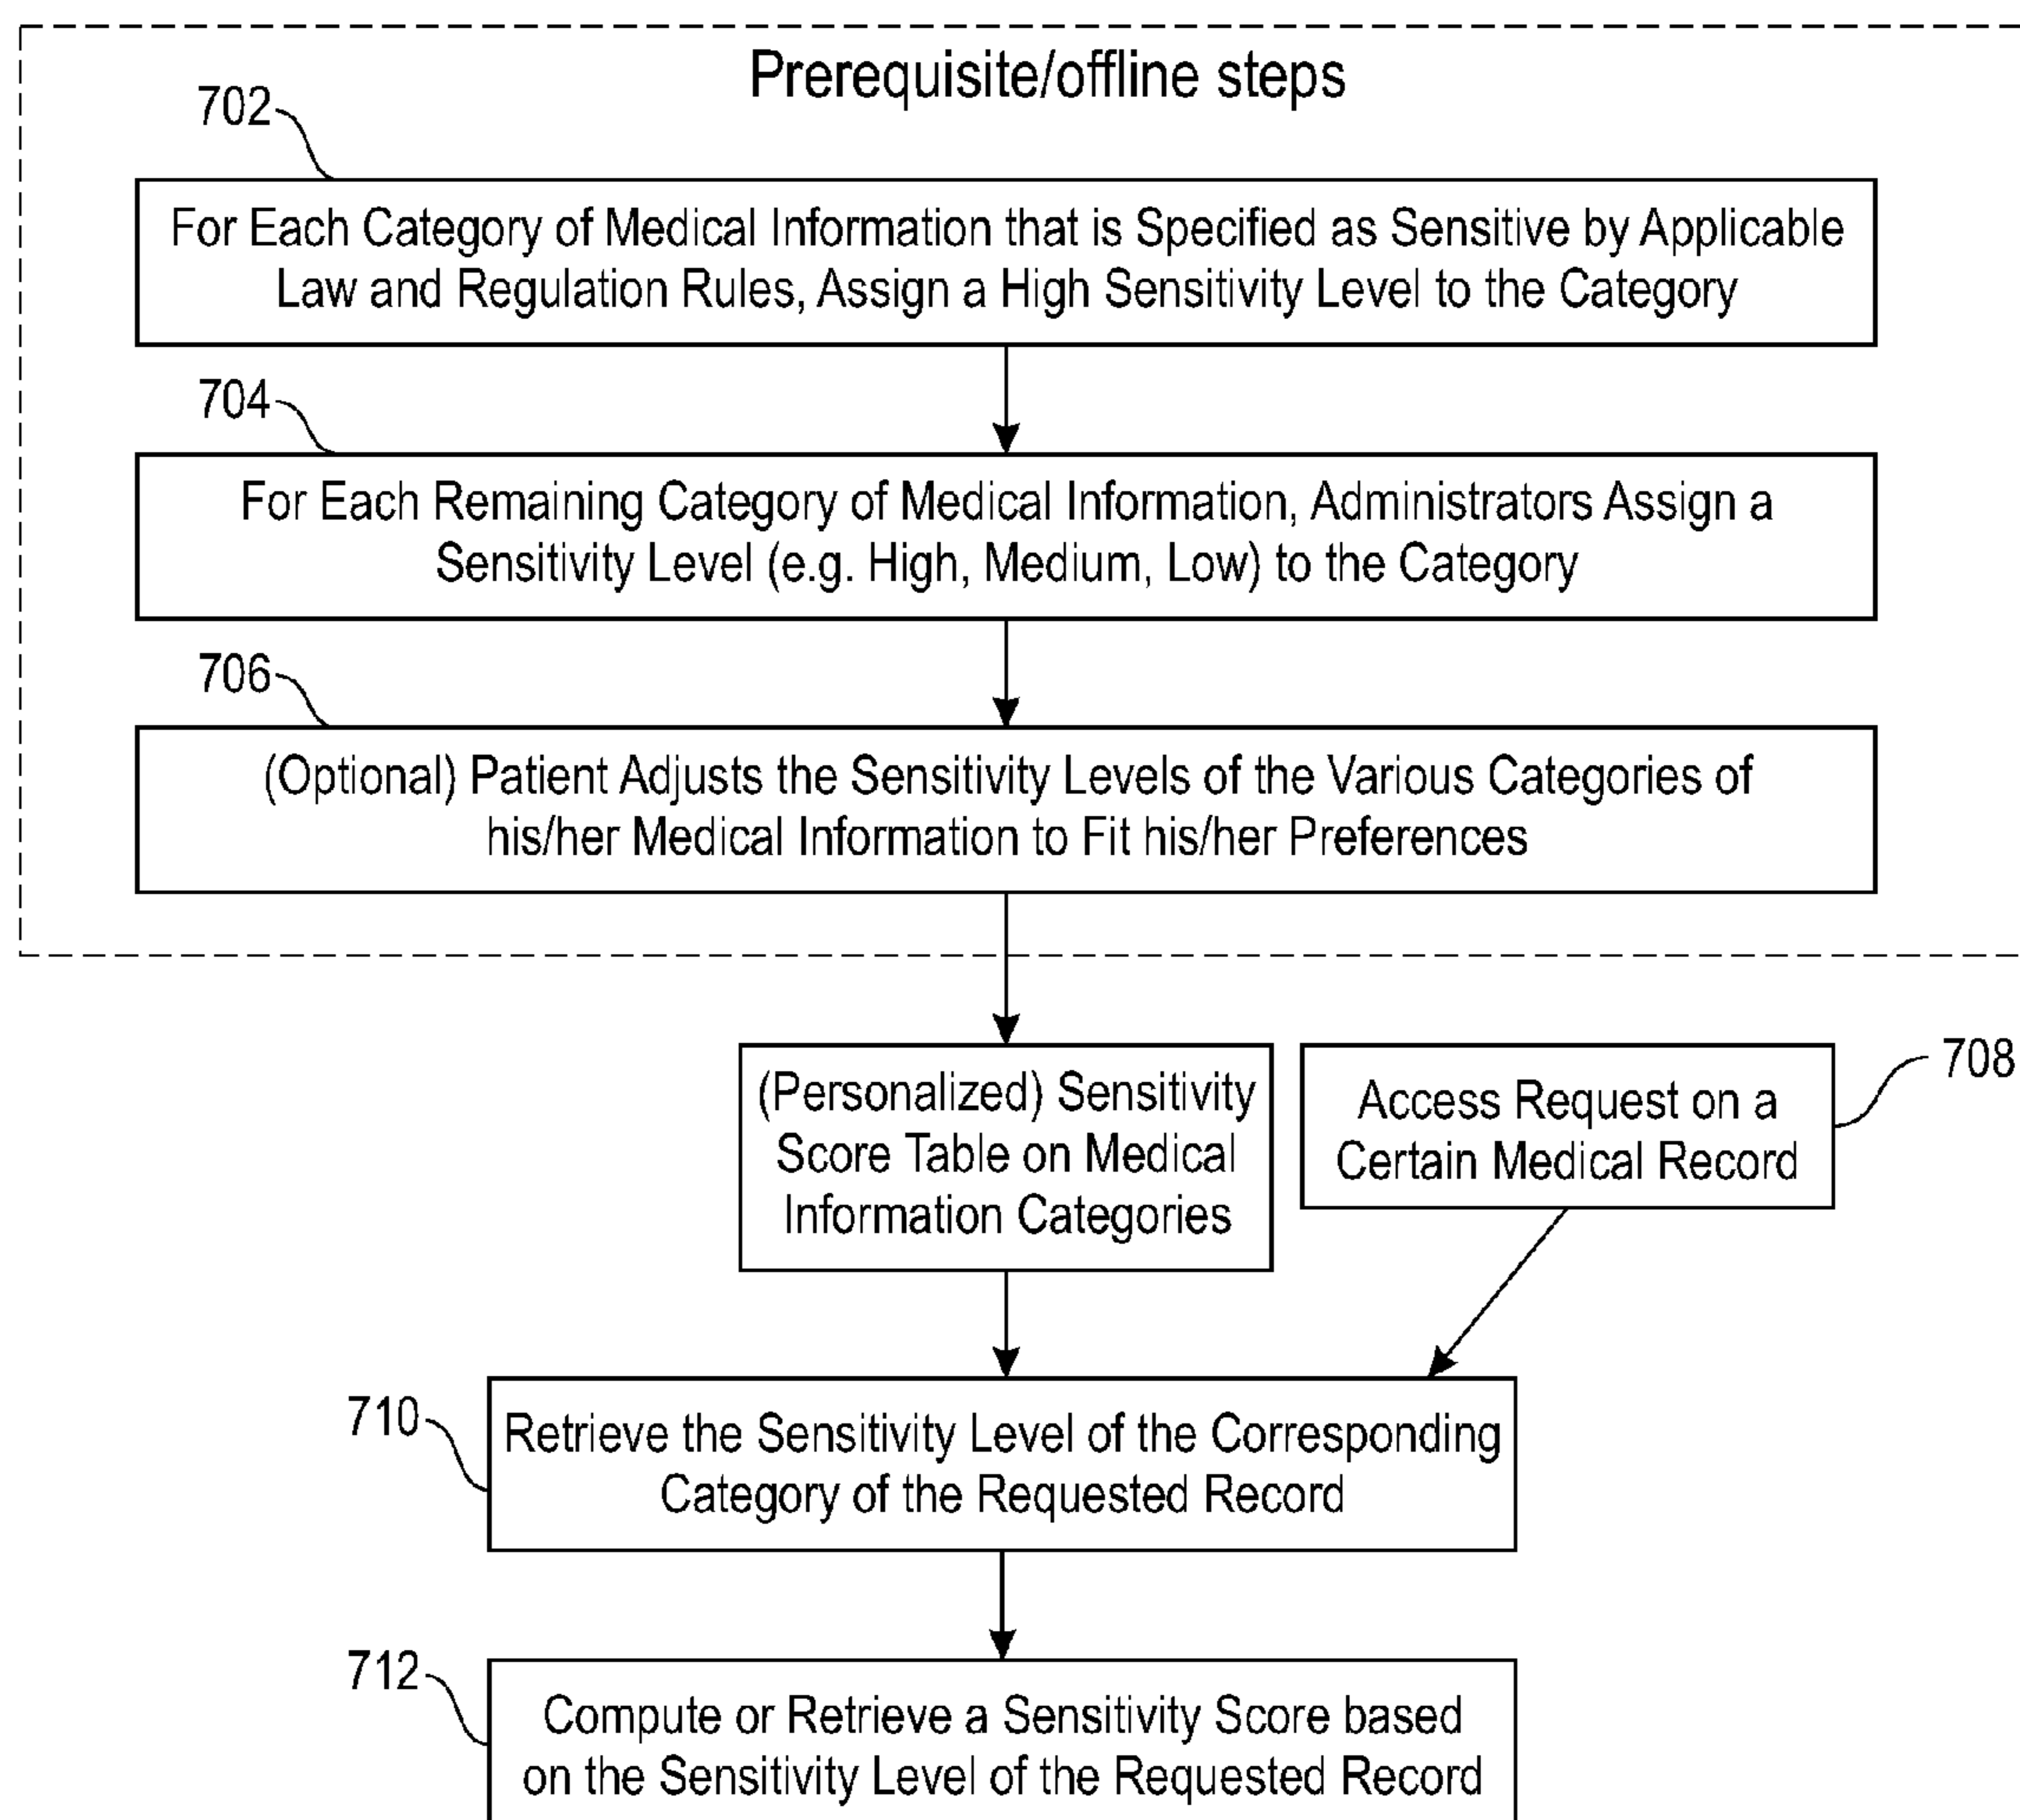 Prerequisite/offline steps
702
For Each Category of Medical Information that is Specified as Sensitive by Applicable
Law and Regulation Rules, Assign a High Sensitivity Level to the Category
704
For Each Remaining Category of Medical Information, Administrators Assign a
Sensitivity Level (e.g. High, Medium, Low) to the Category
706
(Optional) Patient Adjusts the Sensitivity Levels of the Various Categories of
his/her Medical Information to Fit his/her Preferences
(Personalized) Sensitivity
Score Table on Medical
Information Categories
708
Access Request on a
Certain Medical Record
710
Retrieve the Sensitivity Level of the Corresponding
Category of the Requested Record
712
Compute or Retrieve a Sensitivity Score based
on the Sensitivity Level of the Requested Record